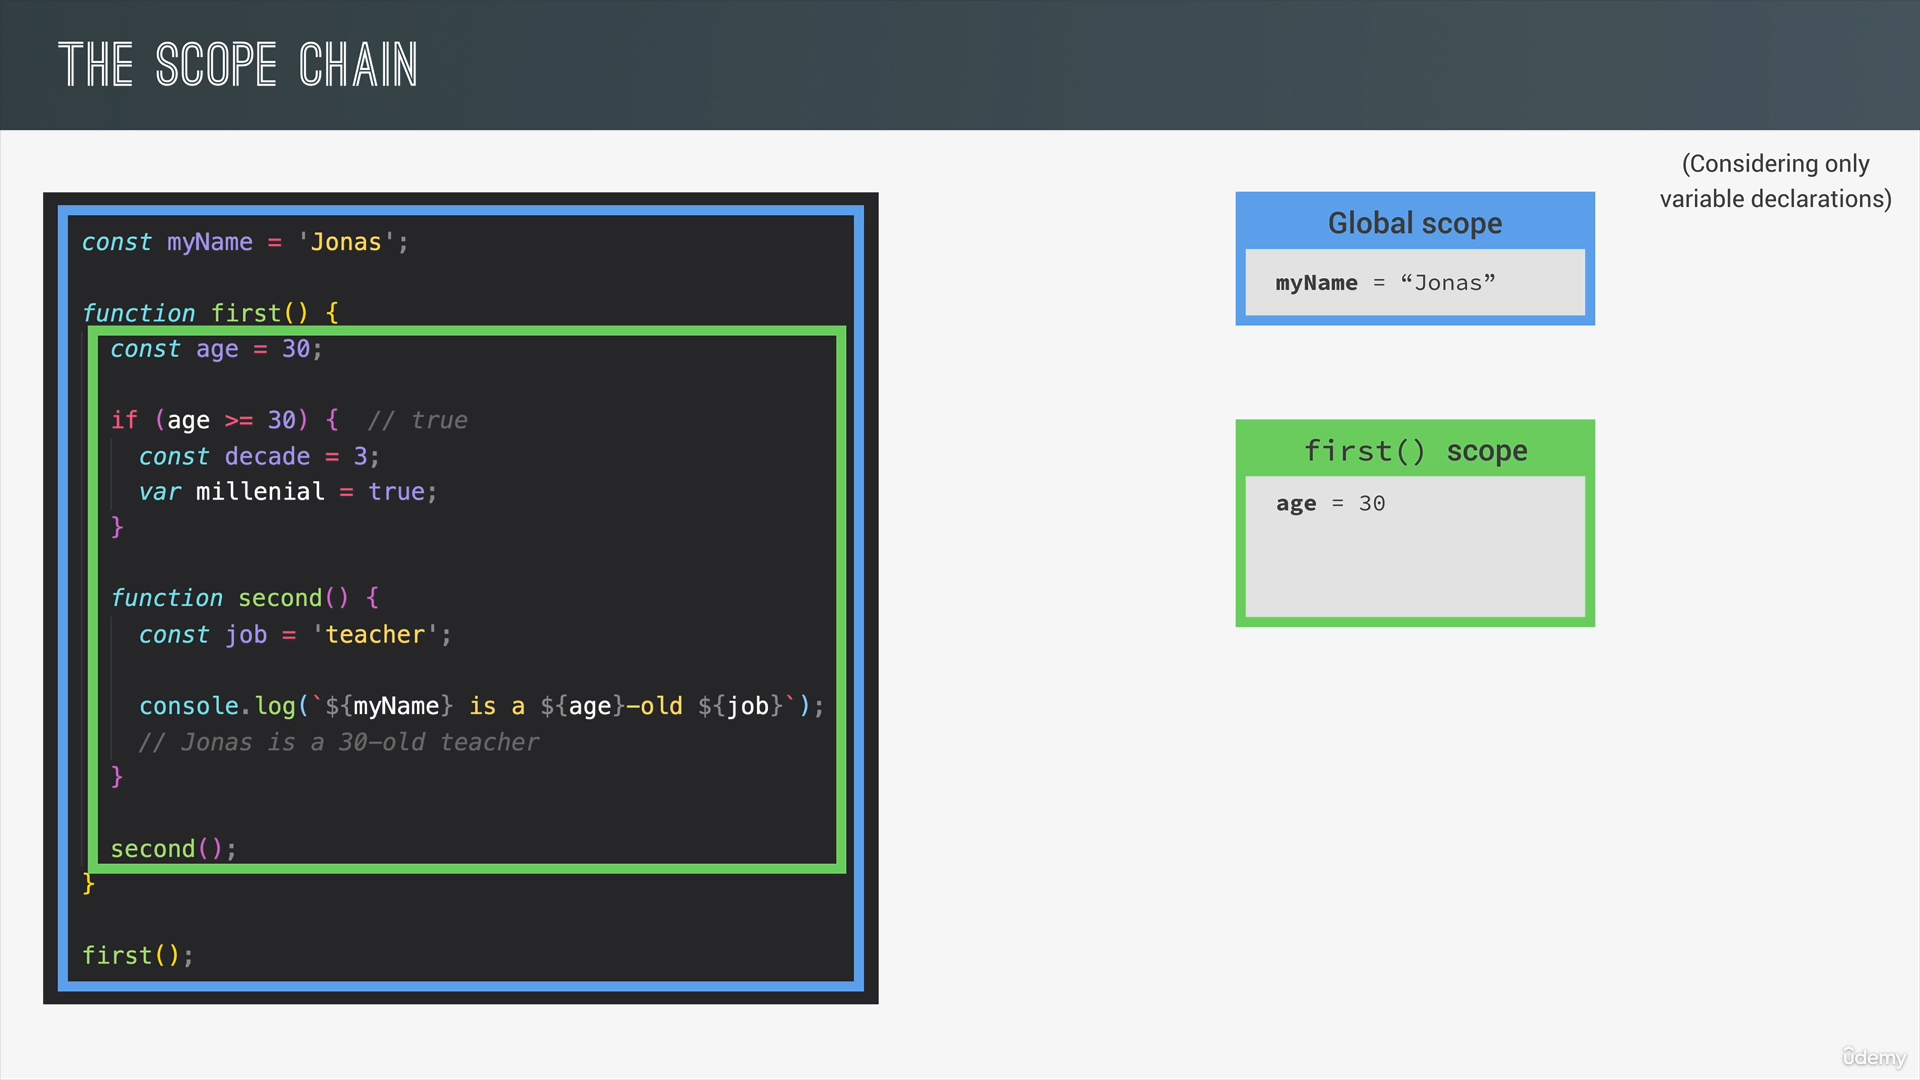 THE SCOPE CHAIN
(Considering only
variable declarations)
const myName = 'Jonas';
function first() {
const age = 30;
if (age >= 30) {  // true
const decade = 3;
var millenial = true;
}
function second() {
const job = 'teacher';
console.log(`${myName} is a ${age}-old ${job}`);
// Jonas is a 30-old teacher
}
second();
}
first();
Global scope
myName = “Jonas”
first() scope
age = 30
ûdemy